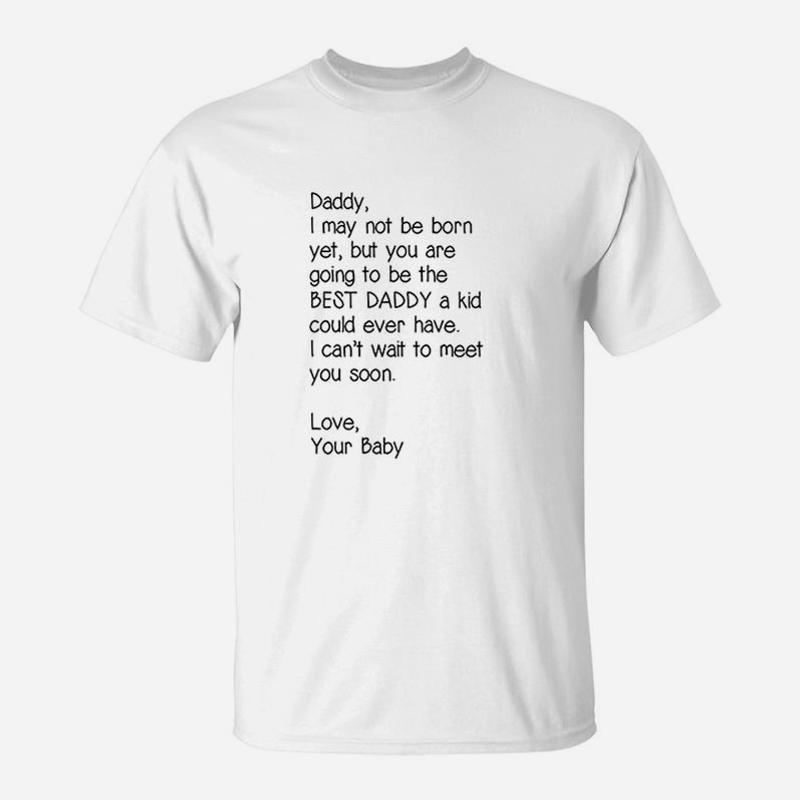 Daddy,
I may not be born
yet, but you are
going to be the
BEST DADDY a kid
could ever have.
I can't wait to meet
you soon.
Love,
Your Baby